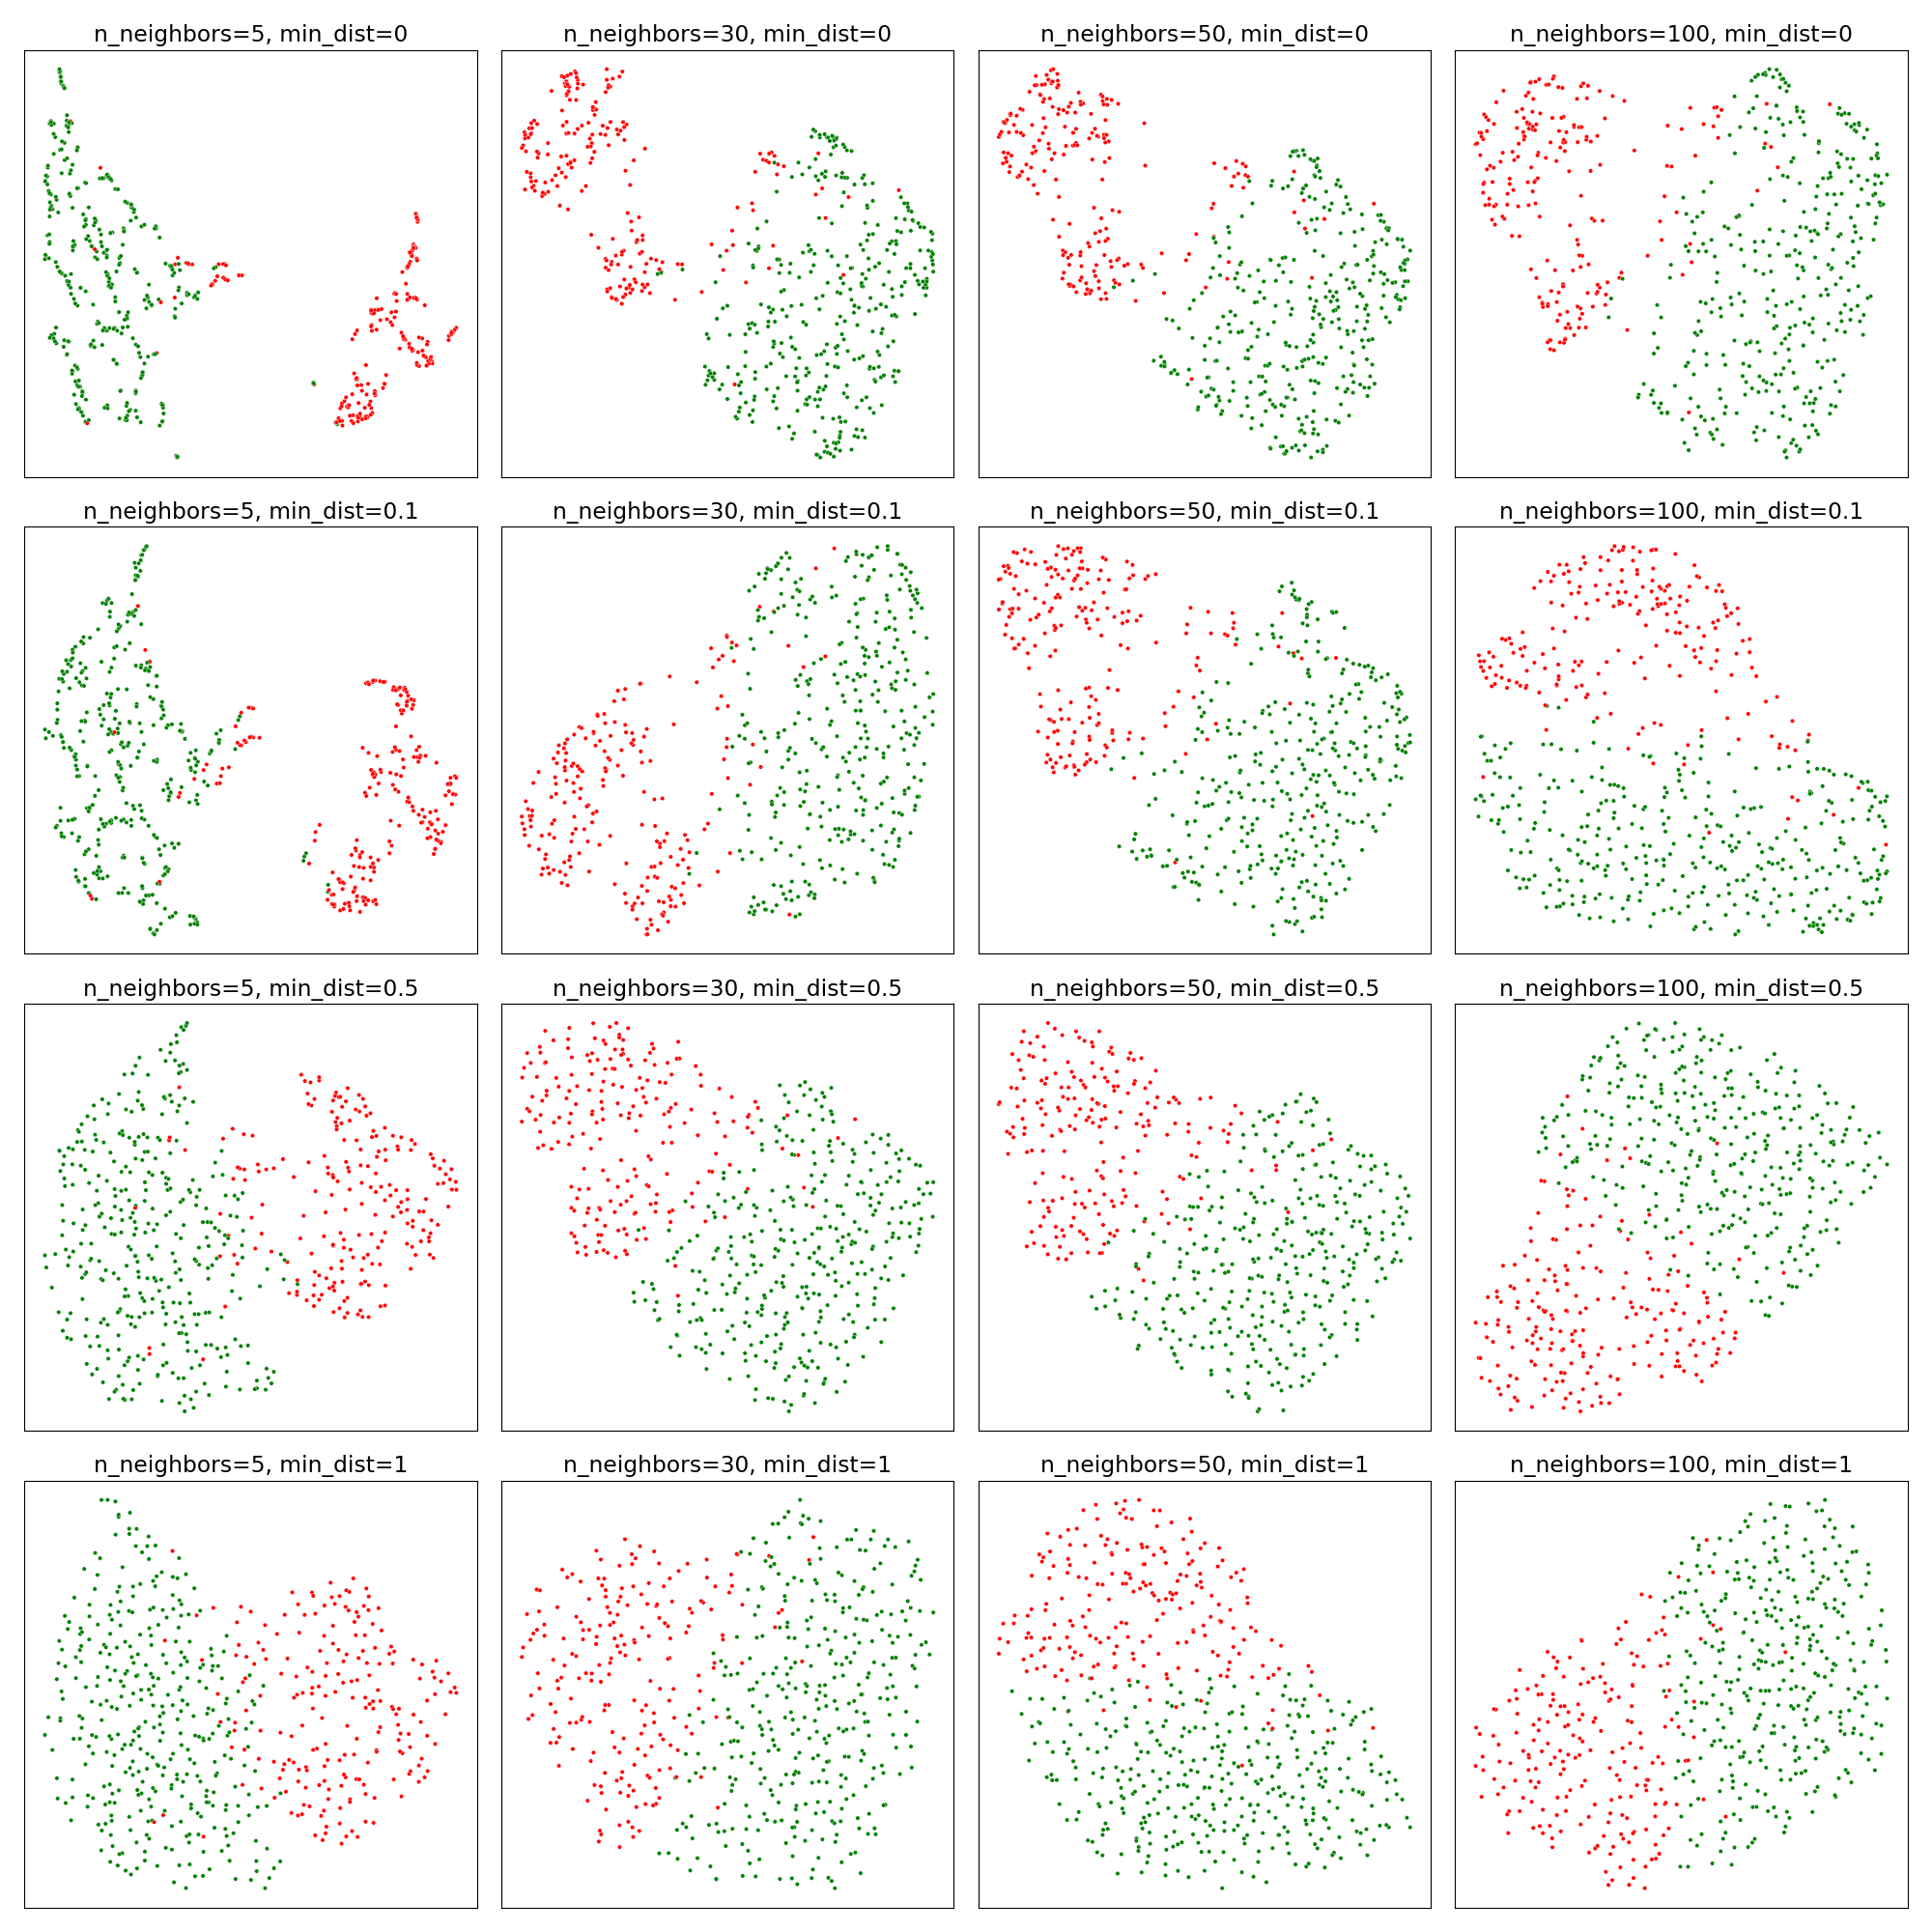 n_neighbors=5, min_dist=0
n_neighbors=30, min_dist=0
n_neighbors=50, min_dist=0
n_neighbors=100, min_dist=0
n_neighbors=5, min_dist=0.1
n_neighbors=30, min_dist=0.1
n_neighbors=50, min_dist=0.1
n_neighbors=100, min_dist=0.1
n_neighbors=5, min_dist=0.5
n_neighbors=30, min_dist=0.5
n_neighbors=50, min_dist=0.5
n_neighbors=100, min_dist=0.5
n_neighbors=5, min_dist=1
n_neighbors=30, min_dist=1
n_neighbors=50, min_dist=1
n_neighbors=100, min_dist=1